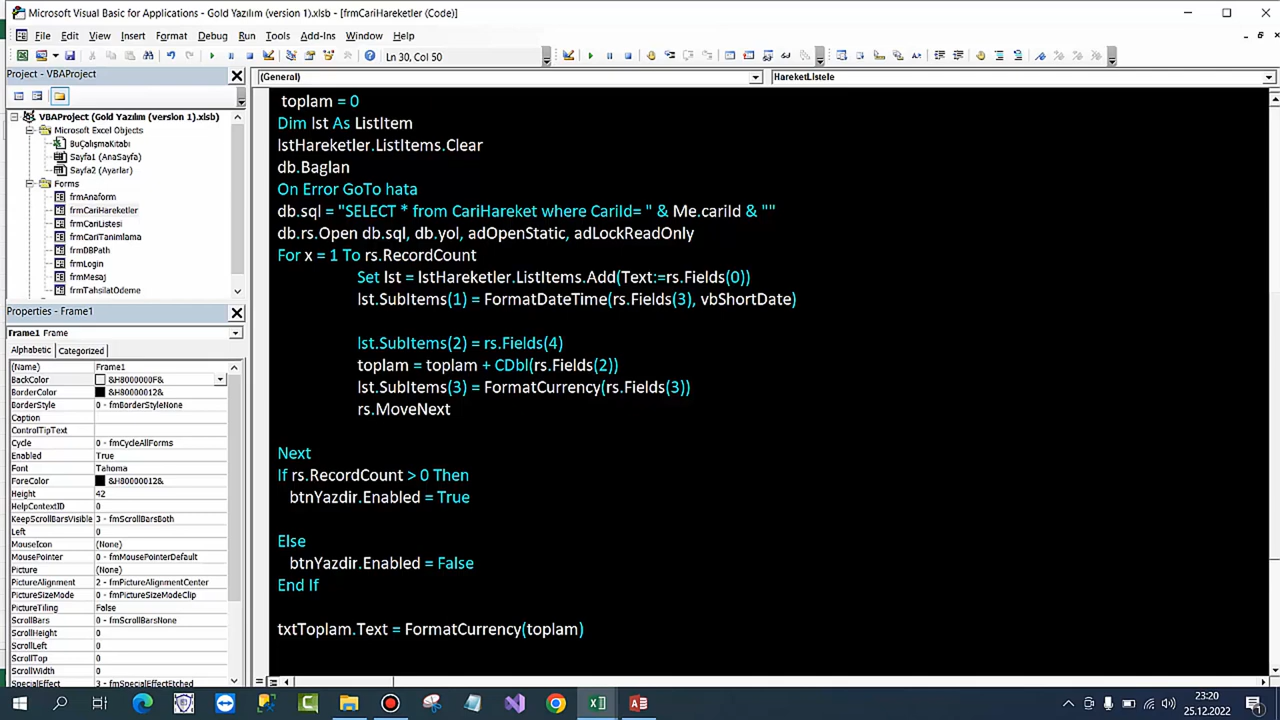 Microsoft Visual Basic for Applications - Gold Yazılım (version 1).xlsb - [frmCariHareketler (Code)]
File Edit View Insert Format Debug Run Tools Add-Ins Window Help
Ln 30, Col 50
Project - VBAProject
(General)
HareketListele
VBAProject (Gold Yazılım (version 1).xlsb)
Microsoft Excel Objects
BuÇalışmaKitabı
Sayfa1 (AnaSayfa)
Sayfa2 (Ayarlar)
Forms
frmAnaform
frmCariHareketler
frmCariListesi
frmCariTanimlama
frmDBPath
frmLogin
frmMesaj
frmTahsilatOdeme
Properties - Frame1
Frame1 Frame
Alphabetic Categorized
(Name) Frame1
BackColor &H8000000F&
BorderColor &H80000012&
BorderStyle 0 - fmBorderStyleNone
Caption
ControlTipText
Cycle 0 - fmCycleAllForms
Enabled True
Font Tahoma
ForeColor &H80000012&
Height 42
HelpContextID 0
KeepScrollBarsVisible 3 - fmScrollBarsBoth
Left 0
MouseIcon (None)
MousePointer 0 - fmMousePointerDefault
Picture (None)
PictureAlignment 2 - fmPictureAlignmentCenter
PictureSizeMode 0 - fmPictureSizeModeClip
PictureTiling False
ScrollBars 0 - fmScrollBarsNone
ScrollHeight 0
ScrollLeft 0
ScrollTop 0
ScrollWidth 0
SpecialEffect 3 - fmSpecialEffectEtched
toplam = 0
Dim lst As ListItem
lstHareketler.ListItems.Clear
db.Baglan
On Error GoTo hata
db.sql = "SELECT * from CariHareket where CariId= " & Me.cariId & ""
db.rs.Open db.sql, db.yol, adOpenStatic, adLockReadOnly
For x = 1 To rs.RecordCount
Set lst = lstHareketler.ListItems.Add(Text:=rs.Fields(0))
lst.SubItems(1) = FormatDateTime(rs.Fields(3), vbShortDate)
lst.SubItems(2) = rs.Fields(4)
toplam = toplam + CDbl(rs.Fields(2))
lst.SubItems(3) = FormatCurrency(rs.Fields(3))
rs.MoveNext
Next
If rs.RecordCount > 0 Then
btnYazdir.Enabled = True
Else
btnYazdir.Enabled = False
End If
txtToplam.Text = FormatCurrency(toplam)
23:20
25.12.2022